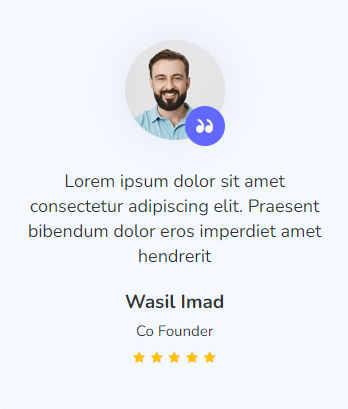 Lorem ipsum dolor sit amet
consectetur adipiscing elit. Praesent
bibendum dolor eros imperdiet amet
hendrerit
Wasil Imad
Co Founder